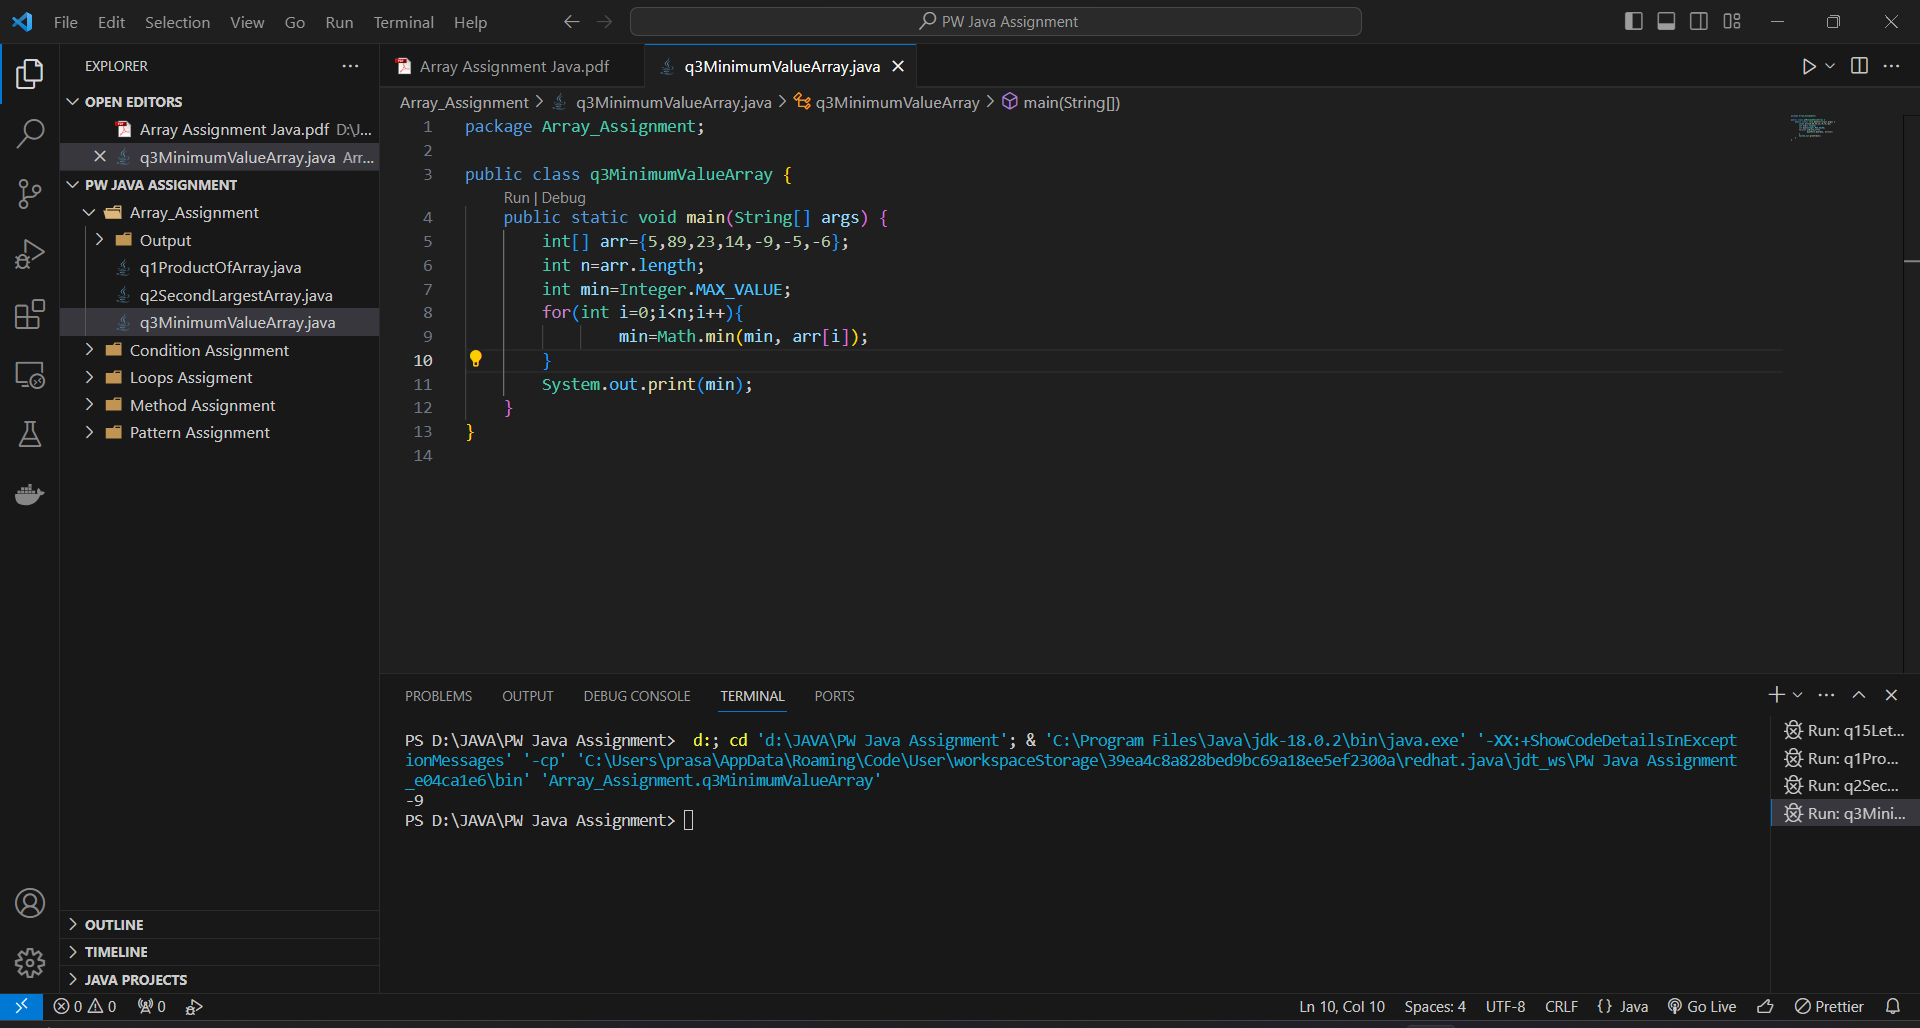 File Edit Selection View Go Run Terminal Help
PW Java Assignment
EXPLORER
OPEN EDITORS
Array Assignment Java.pdf D:\J...
q3MinimumValueArray.java Arr...
PW JAVA ASSIGNMENT
Array_Assignment
Output
q1ProductOfArray.java
q2SecondLargestArray.java
q3MinimumValueArray.java
Condition Assignment
Loops Assigment
Method Assignment
Pattern Assignment
OUTLINE
TIMELINE
JAVA PROJECTS
Array Assignment Java.pdf
q3MinimumValueArray.java
Array_Assignment > q3MinimumValueArray.java > q3MinimumValueArray > main(String[])
1 package Array_Assignment;
2
3 public class q3MinimumValueArray {
Run | Debug
4 public static void main(String[] args) {
5 int[] arr={5,89,23,14,-9,-5,-6};
6 int n=arr.length;
7 int min=Integer.MAX_VALUE;
8 for(int i=0;i<n;i++){
9 min=Math.min(min, arr[i]);
10 }
11 System.out.print(min);
12 }
13 }
14
PROBLEMS OUTPUT DEBUG CONSOLE TERMINAL PORTS
PS D:\JAVA\PW Java Assignment>  d:; cd 'd:\JAVA\PW Java Assignment'; & 'C:\Program Files\Java\jdk-18.0.2\bin\java.exe' '-XX:+ShowCodeDetailsInExcept
ionMessages' '-cp' 'C:\Users\prasa\AppData\Roaming\Code\User\workspaceStorage\39ea4c8a828bed9bc69a18ee5ef2300a\redhat.java\jdt_ws\PW Java Assignment
_e04ca1e6\bin' 'Array_Assignment.q3MinimumValueArray'
-9
PS D:\JAVA\PW Java Assignment>
Run: q15Let...
Run: q1Pro...
Run: q2Sec...
Run: q3Mini...
0 0 0
Ln 10, Col 10 Spaces: 4 UTF-8 CRLF {} Java Go Live Prettier